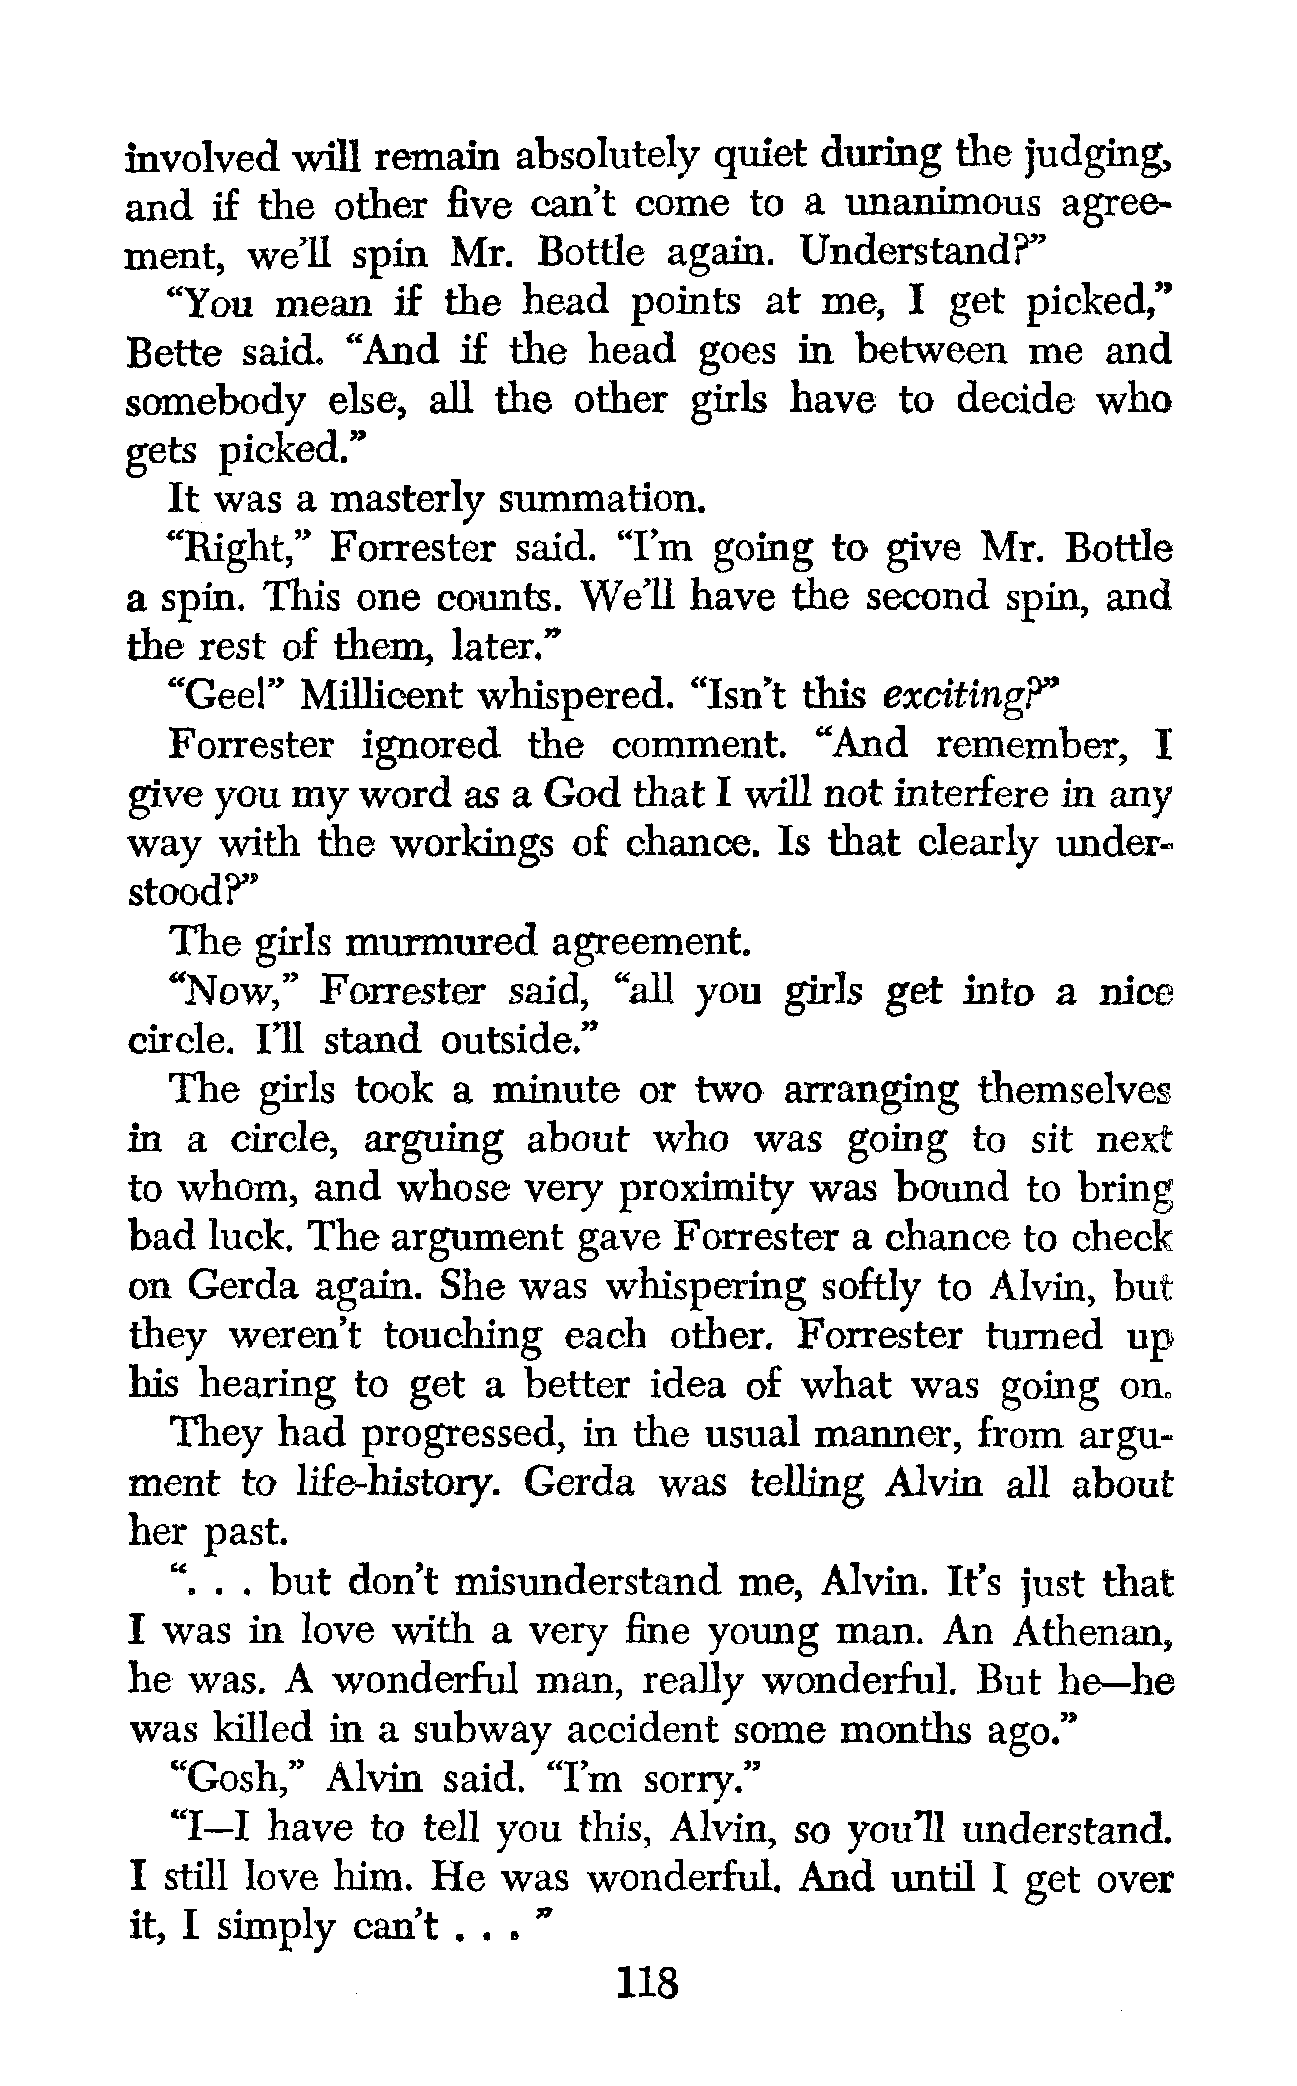 involved will remain absolutely quiet during the judging,
and if the other five can't come to a unanimous agree-
ment, we'll spin Mr. Bottle again. Understand?”
“You mean if the head points at me, I get picked,”
Bette said. “And if the head goes in between me and
somebody else, all the other girls have to decide who
gets picked.”
It was a masterly summation.
“Right,” Forrester said. “I'm going to give Mr. Bottle
a spin. This one counts. We'll have the second spin, and
the rest of them, later.”
“Gee!” Millicent whispered. “Isn't this exciting?”
Forrester ignored the comment. “And remember, I
give you my word as a God that I will not interfere in any
way with the workings of chance. Is that clearly under-
stood?”
The girls murmured agreement.
“Now,” Forrester said, “all you girls get into a nice
circle. I'll stand outside.”
The girls took a minute or two arranging themselves
in a circle, arguing about who was going to sit next
to whom, and whose very proximity was bound to bring
bad luck. The argument gave Forrester a chance to check
on Gerda again. She was whispering softly to Alvin, but
they weren't touching each other. Forrester turned up
his hearing to get a better idea of what was going on.
They had progressed, in the usual manner, from argu-
ment to life-history. Gerda was telling Alvin all about
her past.
“. . . but don't misunderstand me, Alvin. It's just that
I was in love with a very fine young man. An Athenan,
he was. A wonderful man, really wonderful. But he—he
was killed in a subway accident some months ago.”
“Gosh,” Alvin said. “I'm sorry.”
“I—I have to tell you this, Alvin, so you'll understand.
I still love him. He was wonderful. And until I get over
it, I simply can't . . . ”
118